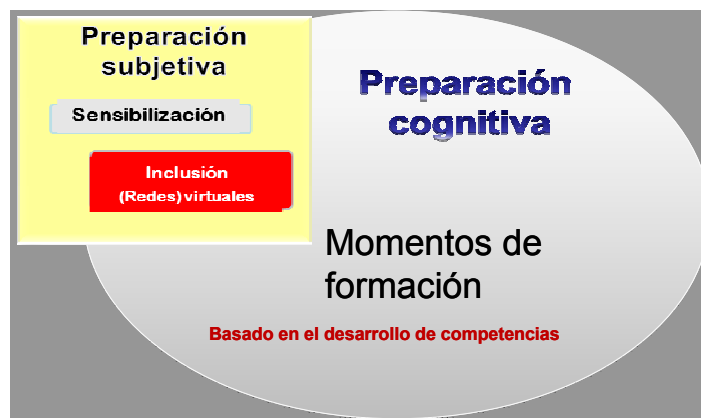 Preparación
subjetiva
Sensibilización
Inclusión
(Redes) virtuales
Preparación
cognitiva
Momentos de
formación
Basado en el desarrollo de competencias